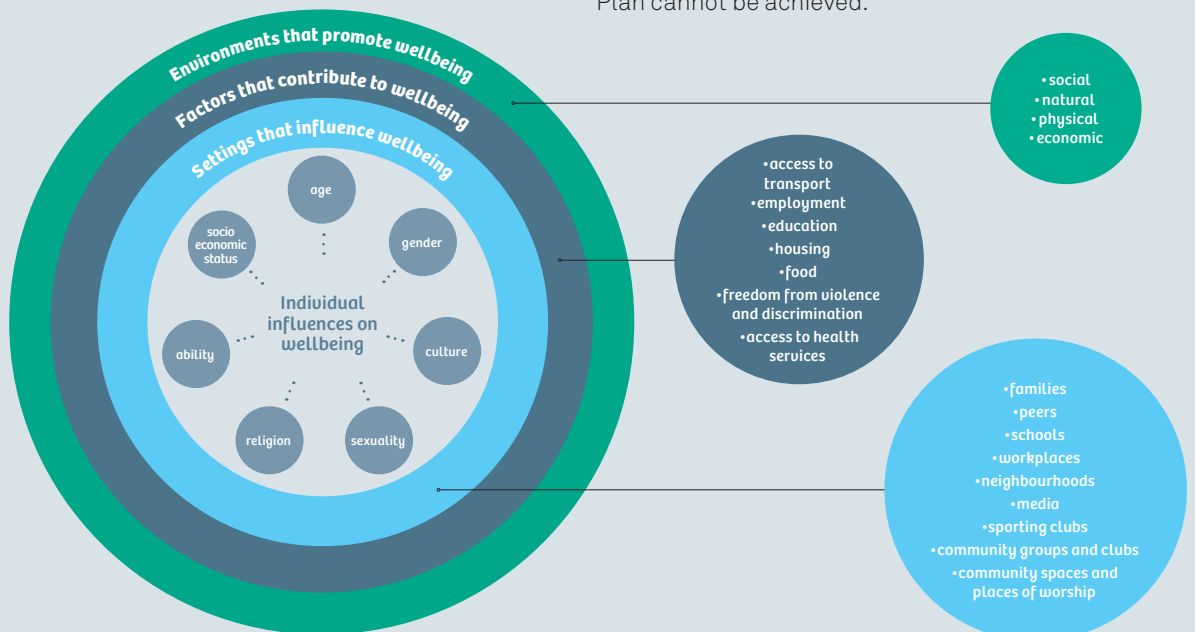 Plan cannot be achieved.
Environments that promote wellbeing
Factors that contribute to wellbeing
Settings that influence wellbeing
age
gender
culture
sexuality
religion
ability
socio
economic
status
Individual
influences on
wellbeing
•social
•natural
•physical
•economic
•access to
transport
•employment
•education
•housing
•food
•freedom from violence
and discrimination
•access to health
services
•families
•peers
•schools
•workplaces
•neighbourhoods
•media
•sporting clubs
•community groups and clubs
•community spaces and
places of worship